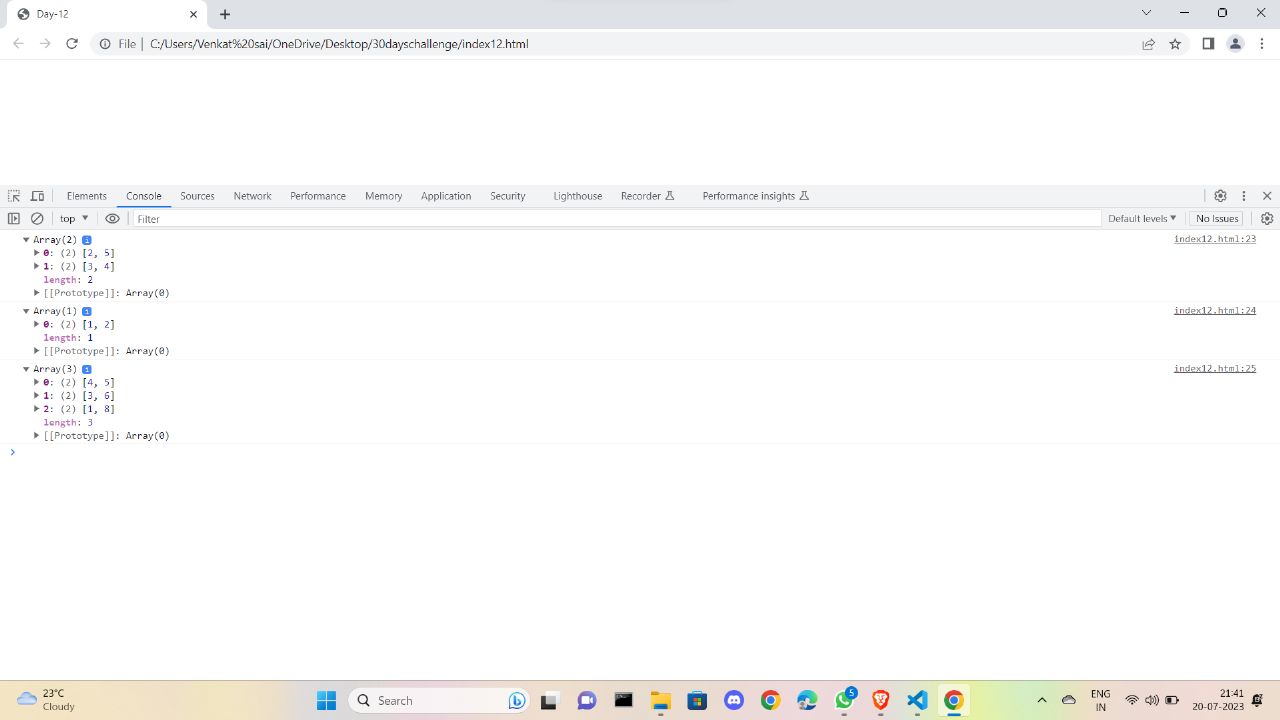 Day-12
File | C:/Users/Venkat%20sai/OneDrive/Desktop/30dayschallenge/index12.html
Elements Console Sources Network Performance Memory Application Security Lighthouse Recorder Performance insights
top Filter Default levels No Issues
Array(2) index12.html:23
0: (2) [2, 5]
1: (2) [3, 4]
length: 2
[[Prototype]]: Array(0)
Array(1) index12.html:24
0: (2) [1, 2]
length: 1
[[Prototype]]: Array(0)
Array(3) index12.html:25
0: (2) [4, 5]
1: (2) [3, 6]
2: (2) [1, 8]
length: 3
[[Prototype]]: Array(0)
23°C
Cloudy
Search
5
ENG
IN
21:41
20-07-2023